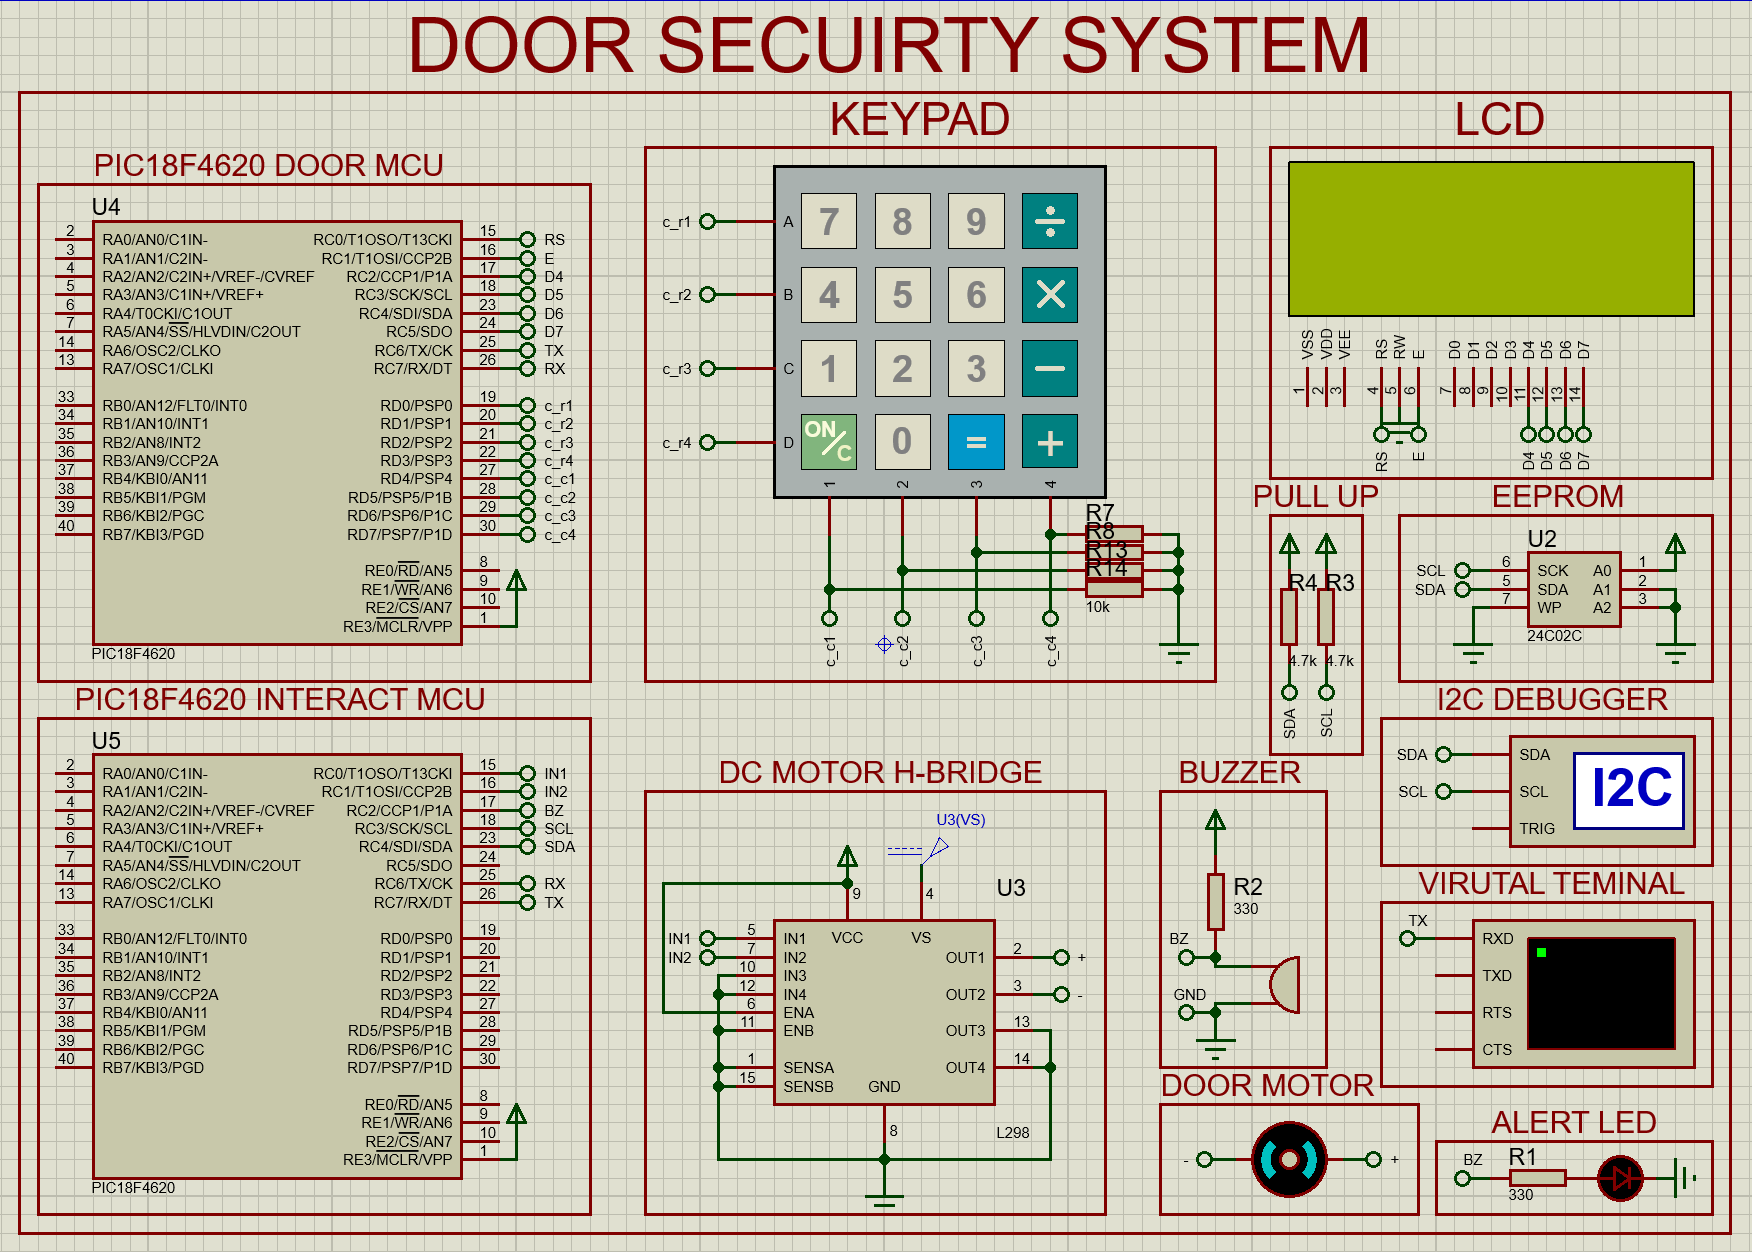 DOOR SECUIRTY SYSTEM
PIC18F4620 DOOR MCU
U4
2 RA0/AN0/C1IN- RC0/T1OSO/T13CKI 15 RS
3 RA1/AN1/C2IN- RC1/T1OSI/CCP2B 16 E
4 RA2/AN2/C2IN+/VREF-/CVREF RC2/CCP1/P1A 17 D4
5 RA3/AN3/C1IN+/VREF+ RC3/SCK/SCL 18 D5
6 RA4/T0CKI/C1OUT RC4/SDI/SDA 23 D6
7 RA5/AN4/SS/HLVDIN/C2OUT RC5/SDO 24 D7
14 RA6/OSC2/CLKO RC6/TX/CK 25 TX
13 RA7/OSC1/CLKI RC7/RX/DT 26 RX
33 RB0/AN12/FLT0/INT0 RD0/PSP0 19 c_r1
34 RB1/AN10/INT1 RD1/PSP1 20 c_r2
35 RB2/AN8/INT2 RD2/PSP2 21 c_r3
36 RB3/AN9/CCP2A RD3/PSP3 22 c_r4
37 RB4/KBI0/AN11 RD4/PSP4 27 c_c1
38 RB5/KBI1/PGM RD5/PSP5/P1B 28 c_c2
39 RB6/KBI2/PGC RD6/PSP6/P1C 29 c_c3
40 RB7/KBI3/PGD RD7/PSP7/P1D 30 c_c4
RE0/RD/AN5 8
RE1/WR/AN6 9
RE2/CS/AN7 10
RE3/MCLR/VPP 1
PIC18F4620
KEYPAD
c_r1 A 7 8 9 ÷
c_r2 B 4 5 6 ×
c_r3 C 1 2 3 −
c_r4 D ON/C 0 = +
1 2 3 4
R7
R8
R13
R14
10k
c_c1 c_c2 c_c3 c_c4
LCD
VSS VDD VEE RS RW E D0 D1 D2 D3 D4 D5 D6 D7
1 2 3 4 5 6 7 8 9 10 11 12 13 14
RS E D4 D5 D6 D7
PULL UP
R4 R3
4.7k 4.7k
SDA SCL
EEPROM
U2
SCL 6 SCK A0 1
SDA 5 SDA A1 2
7 WP A2 3
24C02C
PIC18F4620 INTERACT MCU
U5
2 RA0/AN0/C1IN- RC0/T1OSO/T13CKI 15 IN1
3 RA1/AN1/C2IN- RC1/T1OSI/CCP2B 16 IN2
4 RA2/AN2/C2IN+/VREF-/CVREF RC2/CCP1/P1A 17 BZ
5 RA3/AN3/C1IN+/VREF+ RC3/SCK/SCL 18 SCL
6 RA4/T0CKI/C1OUT RC4/SDI/SDA 23 SDA
7 RA5/AN4/SS/HLVDIN/C2OUT RC5/SDO 24
14 RA6/OSC2/CLKO RC6/TX/CK 25 RX
13 RA7/OSC1/CLKI RC7/RX/DT 26 TX
33 RB0/AN12/FLT0/INT0 RD0/PSP0 19
34 RB1/AN10/INT1 RD1/PSP1 20
35 RB2/AN8/INT2 RD2/PSP2 21
36 RB3/AN9/CCP2A RD3/PSP3 22
37 RB4/KBI0/AN11 RD4/PSP4 27
38 RB5/KBI1/PGM RD5/PSP5/P1B 28
39 RB6/KBI2/PGC RD6/PSP6/P1C 29
40 RB7/KBI3/PGD RD7/PSP7/P1D 30
RE0/RD/AN5 8
RE1/WR/AN6 9
RE2/CS/AN7 10
RE3/MCLR/VPP 1
PIC18F4620
DC MOTOR H-BRIDGE
U3(VS)
U3
9 4
VCC VS
IN1 5 IN1
IN2 7 IN2
10 IN3
12 IN4
6 ENA
11 ENB
1 SENSA
15 SENSB
OUT1 2 +
OUT2 3 -
OUT3 13
OUT4 14
GND
8
L298
BUZZER
R2
330
BZ
GND
DOOR MOTOR
- +
I2C DEBUGGER
SDA SDA
SCL SCL
TRIG
I2C
VIRUTAL TEMINAL
TX RXD
TXD
RTS
CTS
ALERT LED
BZ R1
330